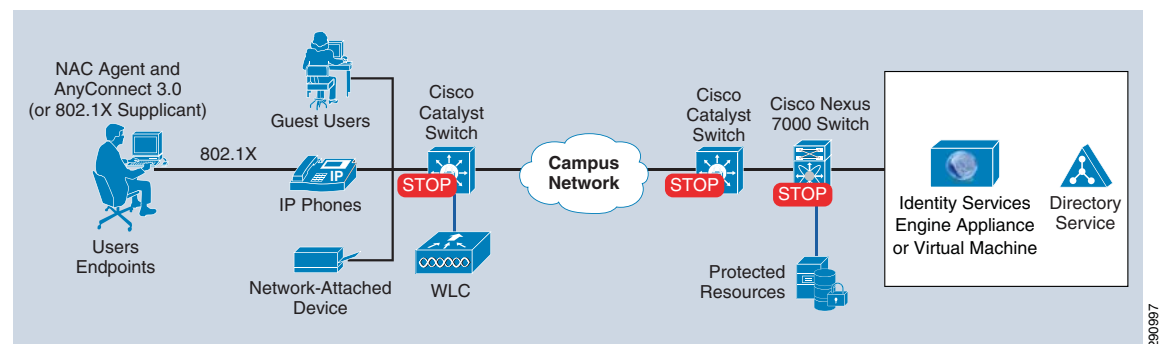 NAC Agent and
AnyConnect 3.0
(or 802.1X Supplicant)
Users
Endpoints
802.1X
Guest Users
IP
IP Phones
Network-Attached
Device
Cisco
Catalyst
Switch
STOP
WLC
Campus
Network
Cisco
Catalyst
Switch
STOP
Cisco Nexus
7000 Switch
STOP
Protected
Resources
Identity Services
Engine Appliance
or Virtual Machine
Directory
Service
290997